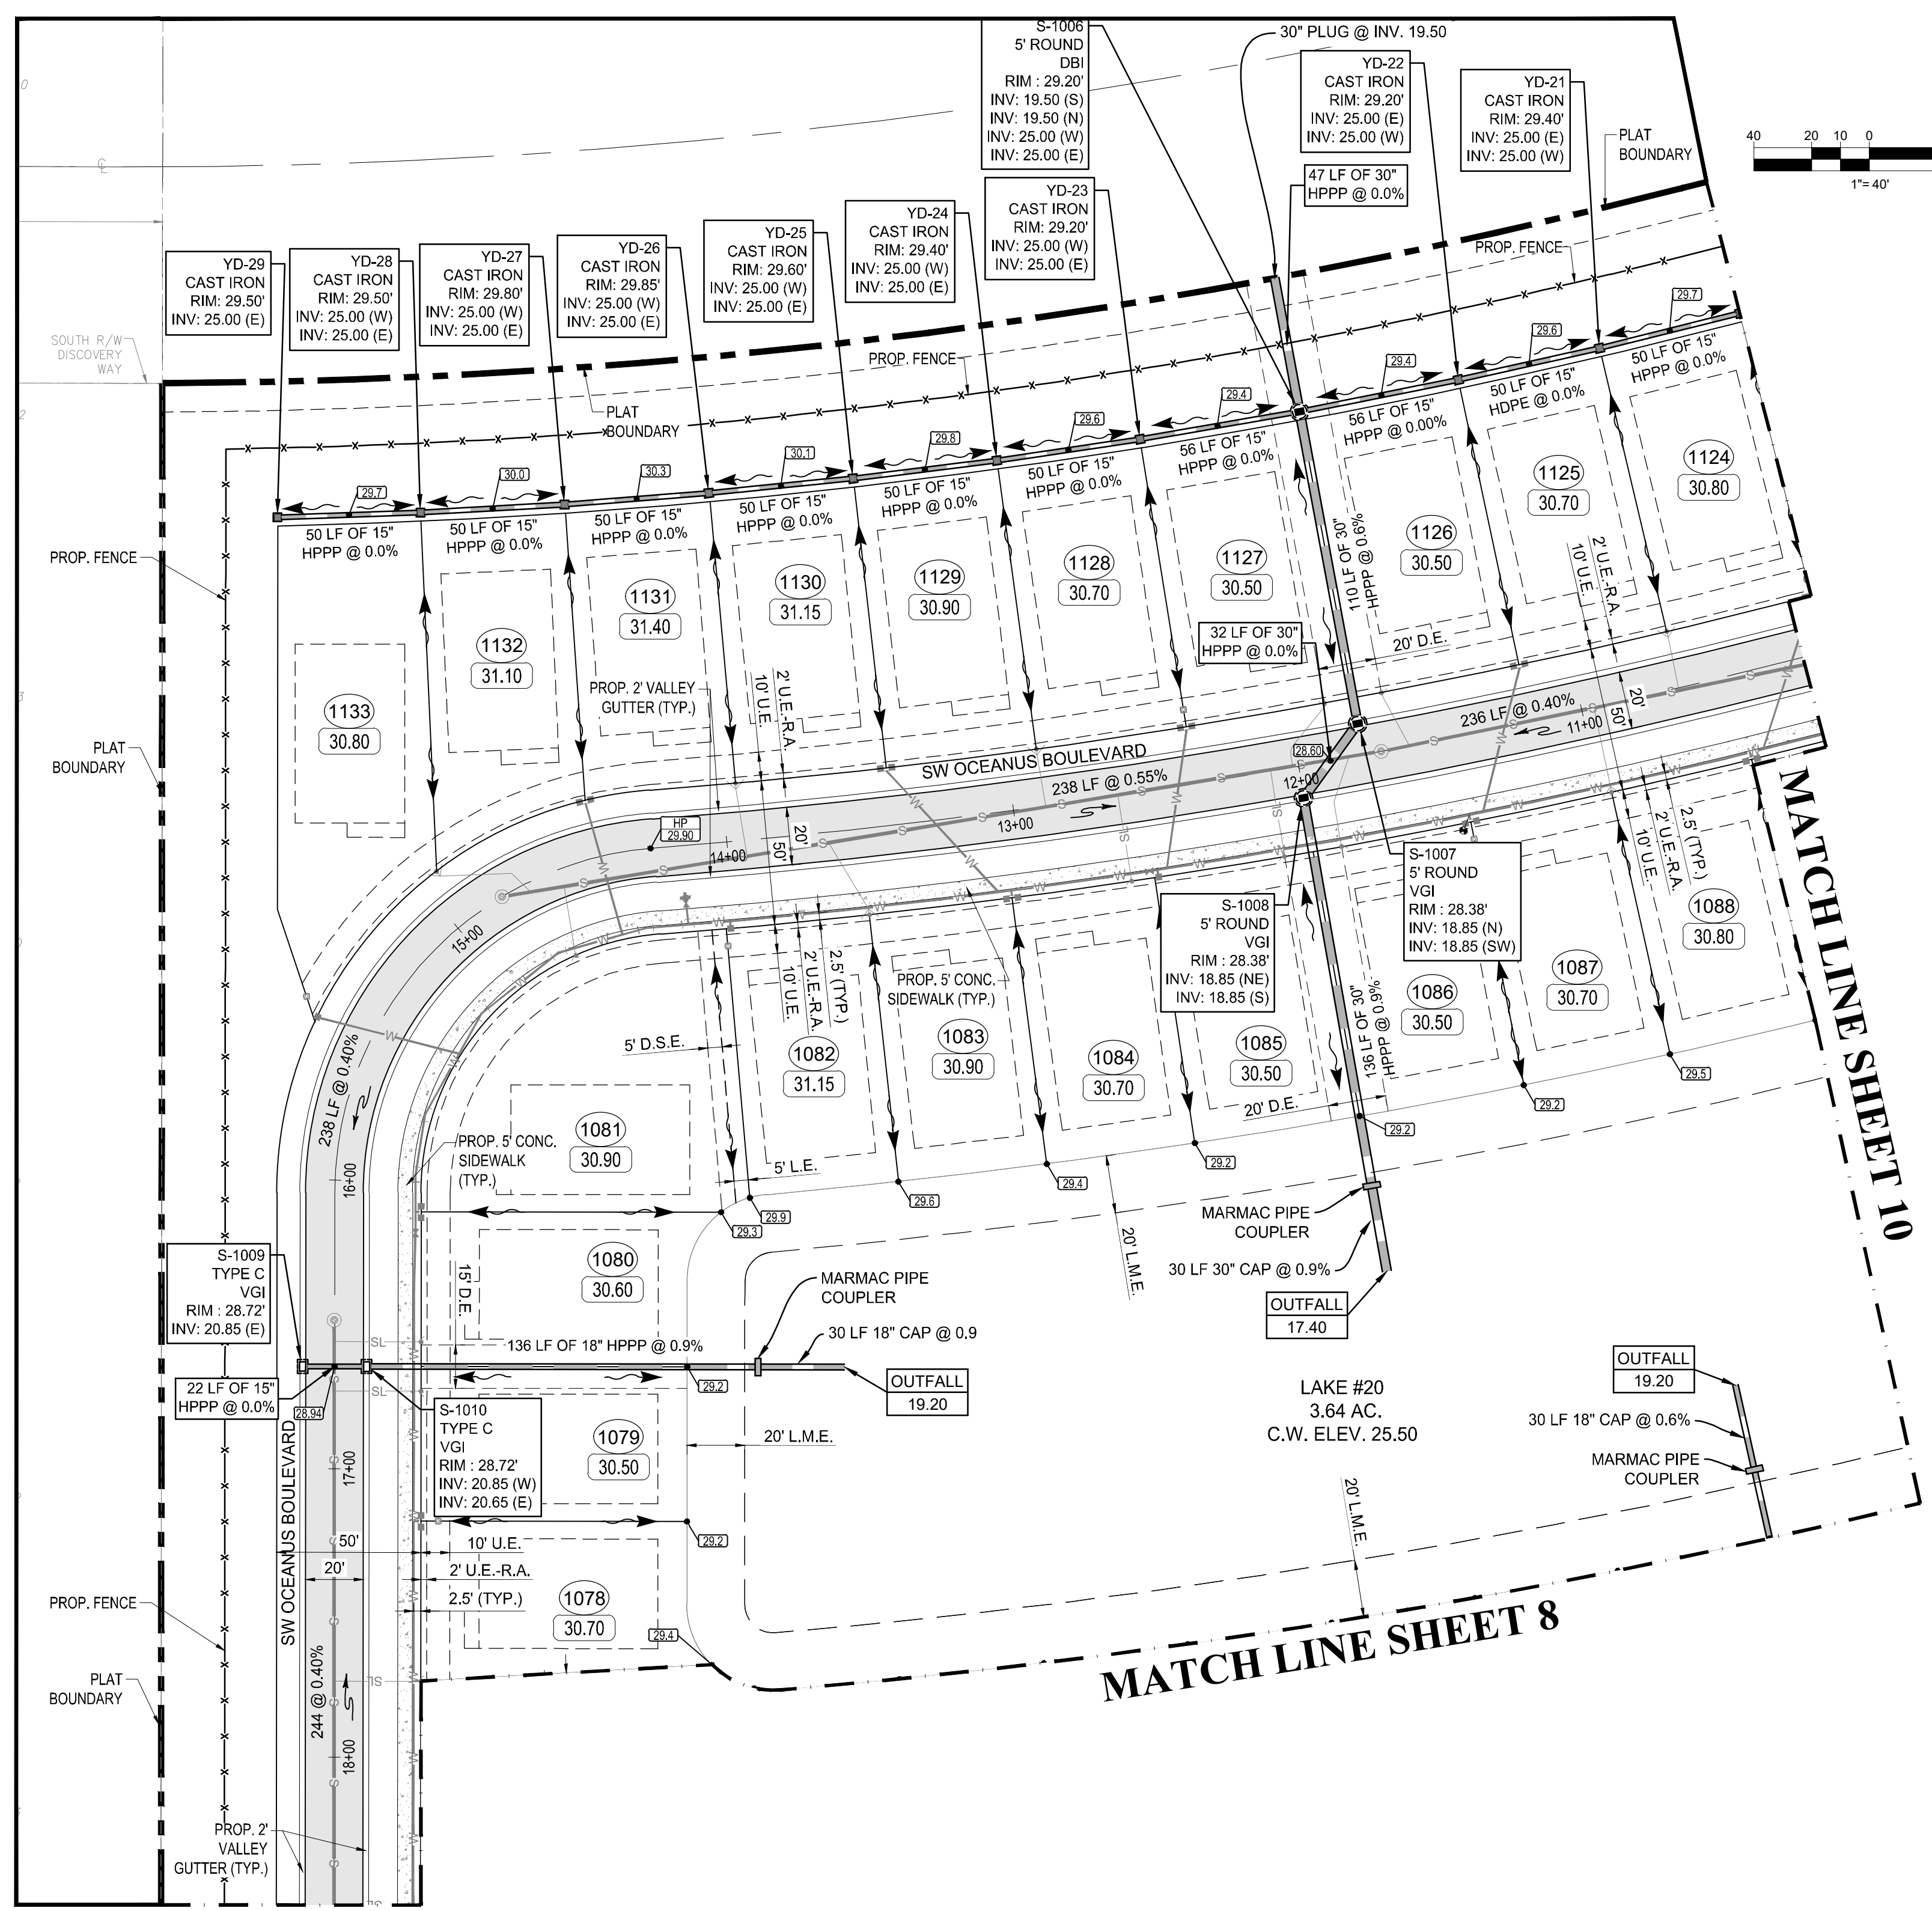 S-1006
5' ROUND
DBI
RIM : 29.20'
INV: 19.50 (S)
INV: 19.50 (N)
INV: 25.00 (W)
INV: 25.00 (E)
30" PLUG @ INV. 19.50
YD-22
CAST IRON
RIM: 29.20'
INV: 25.00 (E)
INV: 25.00 (W)
YD-21
CAST IRON
RIM: 29.40'
INV: 25.00 (E)
INV: 25.00 (W)
PLAT
BOUNDARY
40 20 10 0
1"= 40'
47 LF OF 30"
HPPP @ 0.0%
YD-23
CAST IRON
RIM: 29.20'
INV: 25.00 (W)
INV: 25.00 (E)
YD-24
CAST IRON
RIM: 29.40'
INV: 25.00 (W)
INV: 25.00 (E)
YD-25
CAST IRON
RIM: 29.60'
INV: 25.00 (W)
INV: 25.00 (E)
YD-26
CAST IRON
RIM: 29.85'
INV: 25.00 (W)
INV: 25.00 (E)
YD-27
CAST IRON
RIM: 29.80'
INV: 25.00 (W)
INV: 25.00 (E)
YD-28
CAST IRON
RIM: 29.50'
INV: 25.00 (W)
INV: 25.00 (E)
YD-29
CAST IRON
RIM: 29.50'
INV: 25.00 (E)
SOUTH R/W
DISCOVERY
WAY
PROP. FENCE
PROP. FENCE
PLAT
BOUNDARY
29.7
30.0
30.3
30.1
29.8
29.6
29.4
29.4
29.6
29.7
50 LF OF 15"
HPPP @ 0.0%
50 LF OF 15"
HPPP @ 0.0%
50 LF OF 15"
HPPP @ 0.0%
50 LF OF 15"
HPPP @ 0.0%
50 LF OF 15"
HPPP @ 0.0%
50 LF OF 15"
HPPP @ 0.0%
56 LF OF 15"
HPPP @ 0.0%
56 LF OF 15"
HPPP @ 0.00%
50 LF OF 15"
HDPE @ 0.0%
50 LF OF 15"
HPPP @ 0.0%
PROP. FENCE
1133
30.80
1132
31.10
1131
31.40
1130
31.15
1129
30.90
1128
30.70
1127
30.50
1126
30.50
1125
30.70
1124
30.80
110 LF OF 30"
HPPP @ 0.6%
32 LF OF 30"
HPPP @ 0.0%
20' D.E.
10' U.E.
2' U.E.-R.A.
10' U.E.
2' U.E.-R.A.
PROP. 2' VALLEY
GUTTER (TYP.)
PLAT
BOUNDARY
SW OCEANUS BOULEVARD
238 LF @ 0.55%
236 LF @ 0.40%
28.60
11+00
12+00
13+00
14+00
15+00
20'
50'
20'
50'
HP
29.90
MATCH LINE SHEET 10
S-1007
5' ROUND
VGI
RIM : 28.38'
INV: 18.85 (N)
INV: 18.85 (SW)
S-1008
5' ROUND
VGI
RIM : 28.38'
INV: 18.85 (NE)
INV: 18.85 (S)
PROP. 5' CONC.
SIDEWALK (TYP.)
10' U.E.
2' U.E.-R.A.
2.5' (TYP.)
10' U.E.
2' U.E.-R.A.
2.5' (TYP.)
5' D.S.E.
1088
30.80
1087
30.70
1086
30.50
1085
30.50
1084
30.70
1083
30.90
1082
31.15
1081
30.90
136 LF OF 30"
HPPP @ 0.9%
20' D.E.
29.5
29.2
29.2
29.2
29.4
29.6
29.9
29.3
5' L.E.
238 LF @ 0.40%
PROP. 5' CONC.
SIDEWALK
(TYP.)
16+00
S-1009
TYPE C
VGI
RIM : 28.72'
INV: 20.85 (E)
1080
30.60
15' D.E.
20' L.M.E.
MARMAC PIPE
COUPLER
30 LF 30" CAP @ 0.9%
OUTFALL
17.40
MARMAC PIPE
COUPLER
30 LF 18" CAP @ 0.9
SL
136 LF OF 18" HPPP @ 0.9%
22 LF OF 15"
HPPP @ 0.0%
28.94
SL
29.2
OUTFALL
19.20
S-1010
TYPE C
VGI
RIM : 28.72'
INV: 20.85 (W)
INV: 20.65 (E)
1079
30.50
20' L.M.E.
LAKE #20
3.64 AC.
C.W. ELEV. 25.50
OUTFALL
19.20
30 LF 18" CAP @ 0.6%
MARMAC PIPE
COUPLER
20' L.M.E.
SW OCEANUS BOULEVARD
17+00
50'
20'
10' U.E.
2' U.E.-R.A.
2.5' (TYP.)
29.2
1078
30.70
29.4
PROP. FENCE
PLAT
BOUNDARY
244 @ 0.40%
18+00
SL
MATCH LINE SHEET 8
PROP. 2'
VALLEY
GUTTER (TYP.)
SL